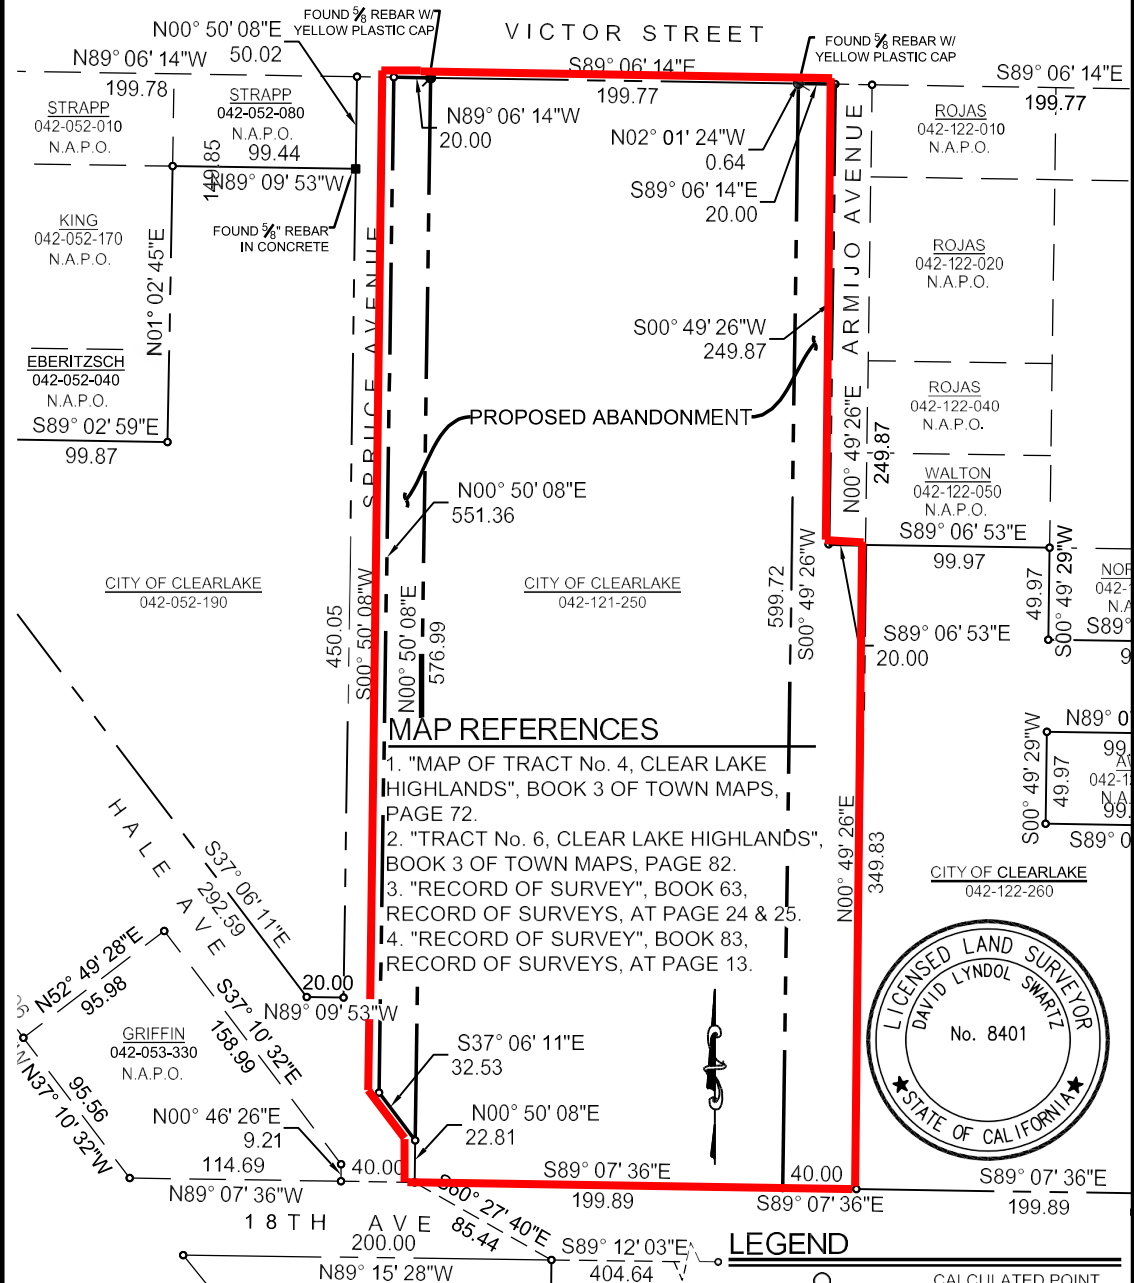 FOUND ⅝ REBAR W/
YELLOW PLASTIC CAP
VICTOR STREET
FOUND ⅝ REBAR W/
YELLOW PLASTIC CAP
N00° 50' 08"E
50.02
N89° 06' 14"W
199.78
S89° 06' 14"E
199.77
S89° 06' 14"E
199.77
STRAPP
042-052-010
N.A.P.O.
STRAPP
042-052-080
N.A.P.O.
99.44
N89° 09' 53"W
149.85
N89° 06' 14"W
20.00
N02° 01' 24"W
0.64
S89° 06' 14"E
20.00
ROJAS
042-122-010
N.A.P.O.
KING
042-052-170
N.A.P.O.
N01° 02' 45"E
FOUND ⅝" REBAR
IN CONCRETE
SPRUCE AVENUE
ARMIJO AVENUE
ROJAS
042-122-020
N.A.P.O.
S00° 49' 26"W
249.87
EBERITZSCH
042-052-040
N.A.P.O.
S89° 02' 59"E
99.87
PROPOSED ABANDONMENT
ROJAS
042-122-040
N.A.P.O.
N00° 49' 26"E
249.87
WALTON
042-122-050
N.A.P.O.
N00° 50' 08"E
551.36
S89° 06' 53"E
99.97
CITY OF CLEARLAKE
042-052-190
CITY OF CLEARLAKE
042-121-250
450.05
S00° 50' 08"W
N00° 50' 08"E
576.99
599.72
S00° 49' 26"W
S89° 06' 53"E
20.00
49.97
S00° 49' 29"W
NOR
042-1
N.A
S89°
9
MAP REFERENCES
1. "MAP OF TRACT No. 4, CLEAR LAKE
HIGHLANDS", BOOK 3 OF TOWN MAPS,
PAGE 72.
2. "TRACT No. 6, CLEAR LAKE HIGHLANDS",
BOOK 3 OF TOWN MAPS, PAGE 82.
3. "RECORD OF SURVEY", BOOK 63,
RECORD OF SURVEYS, AT PAGE 24 & 25.
4. "RECORD OF SURVEY", BOOK 83,
RECORD OF SURVEYS, AT PAGE 13.
N00° 49' 26"E
349.83
S00° 49' 29"W
49.97
N89° 0
99.
042-1
N.A
99.
S89° 0
HALE AVE
S37° 06' 11"E
292.59
CITY OF CLEARLAKE
042-122-260
LICENSED LAND SURVEYOR
DAVID LYNDOL SWARTZ
No. 8401
STATE OF CALIFORNIA
N52° 49' 28"E
95.98
20.00
N89° 09' 53"W
S37° 10' 32"E
158.99
GRIFFIN
042-053-330
N.A.P.O.
95.56
N37° 10' 32"W
S37° 06' 11"E
32.53
N00° 46' 26"E
9.21
N00° 50' 08"E
22.81
114.69
N89° 07' 36"W
40.00
S89° 07' 36"E
199.89
40.00
S89° 07' 36"E
S89° 07' 36"E
199.89
18TH AVE
S60° 27' 40"E
85.44
200.00
N89° 15' 28"W
S89° 12' 03"E
404.64
LEGEND
CALCULATED POINT